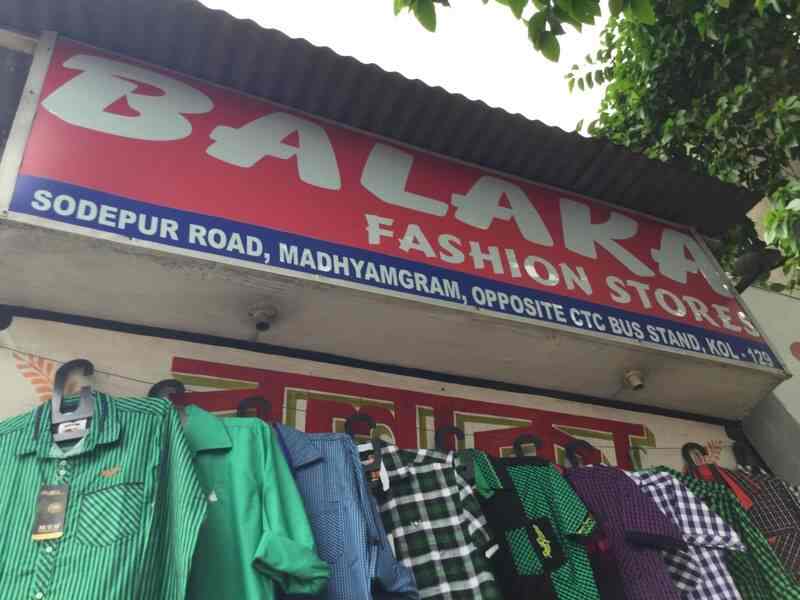 BALAKA
FASHION STORES
SODEPUR ROAD, MADHYAMGRAM, OPPOSITE CTC BUS STAND, KOL - 129